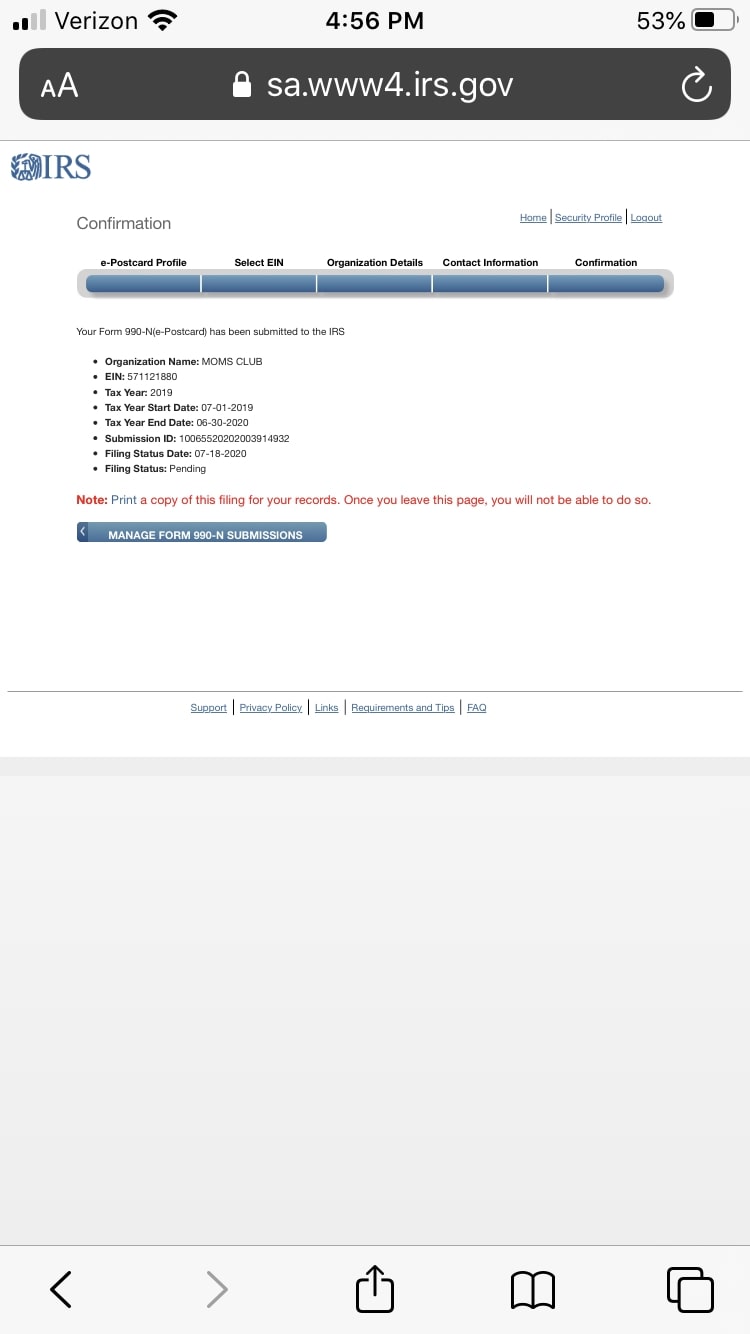 Verizon 4:56 PM 53%
AA sa.www4.irs.gov
IRS
Home Security Profile Logout
Confirmation
e-Postcard Profile Select EIN Organization Details Contact Information Confirmation
Your Form 990-N(e-Postcard) has been submitted to the IRS
• Organization Name: MOMS CLUB
• EIN: 571121880
• Tax Year: 2019
• Tax Year Start Date: 07-01-2019
• Tax Year End Date: 06-30-2020
• Submission ID: 10065520202003914932
• Filing Status Date: 07-18-2020
• Filing Status: Pending
Note: Print a copy of this filing for your records. Once you leave this page, you will not be able to do so.
MANAGE FORM 990-N SUBMISSIONS
Support Privacy Policy Links Requirements and Tips FAQ